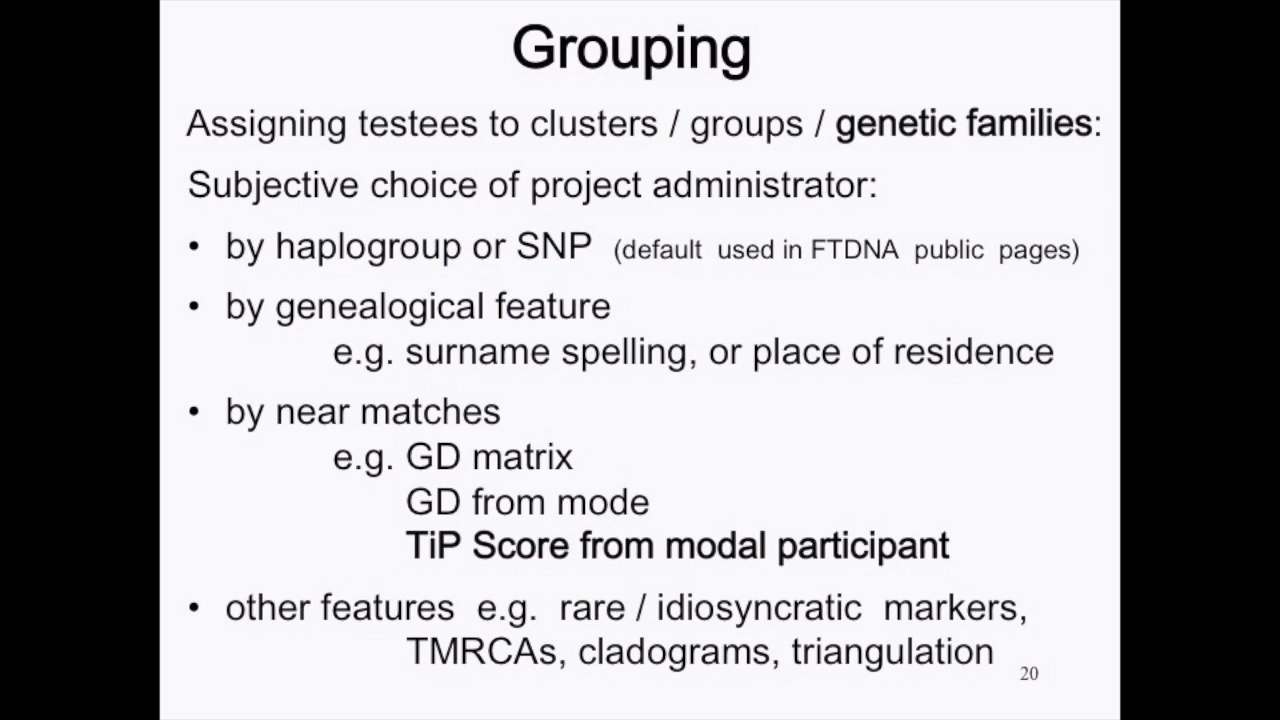 Grouping
Assigning testees to clusters / groups / genetic families:
Subjective choice of project administrator:
• by haplogroup or SNP (default used in FTDNA public pages)
• by genealogical feature
e.g. surname spelling, or place of residence
• by near matches
e.g. GD matrix
GD from mode
TiP Score from modal participant
• other features e.g. rare / idiosyncratic markers,
TMRCAs, cladograms, triangulation
20